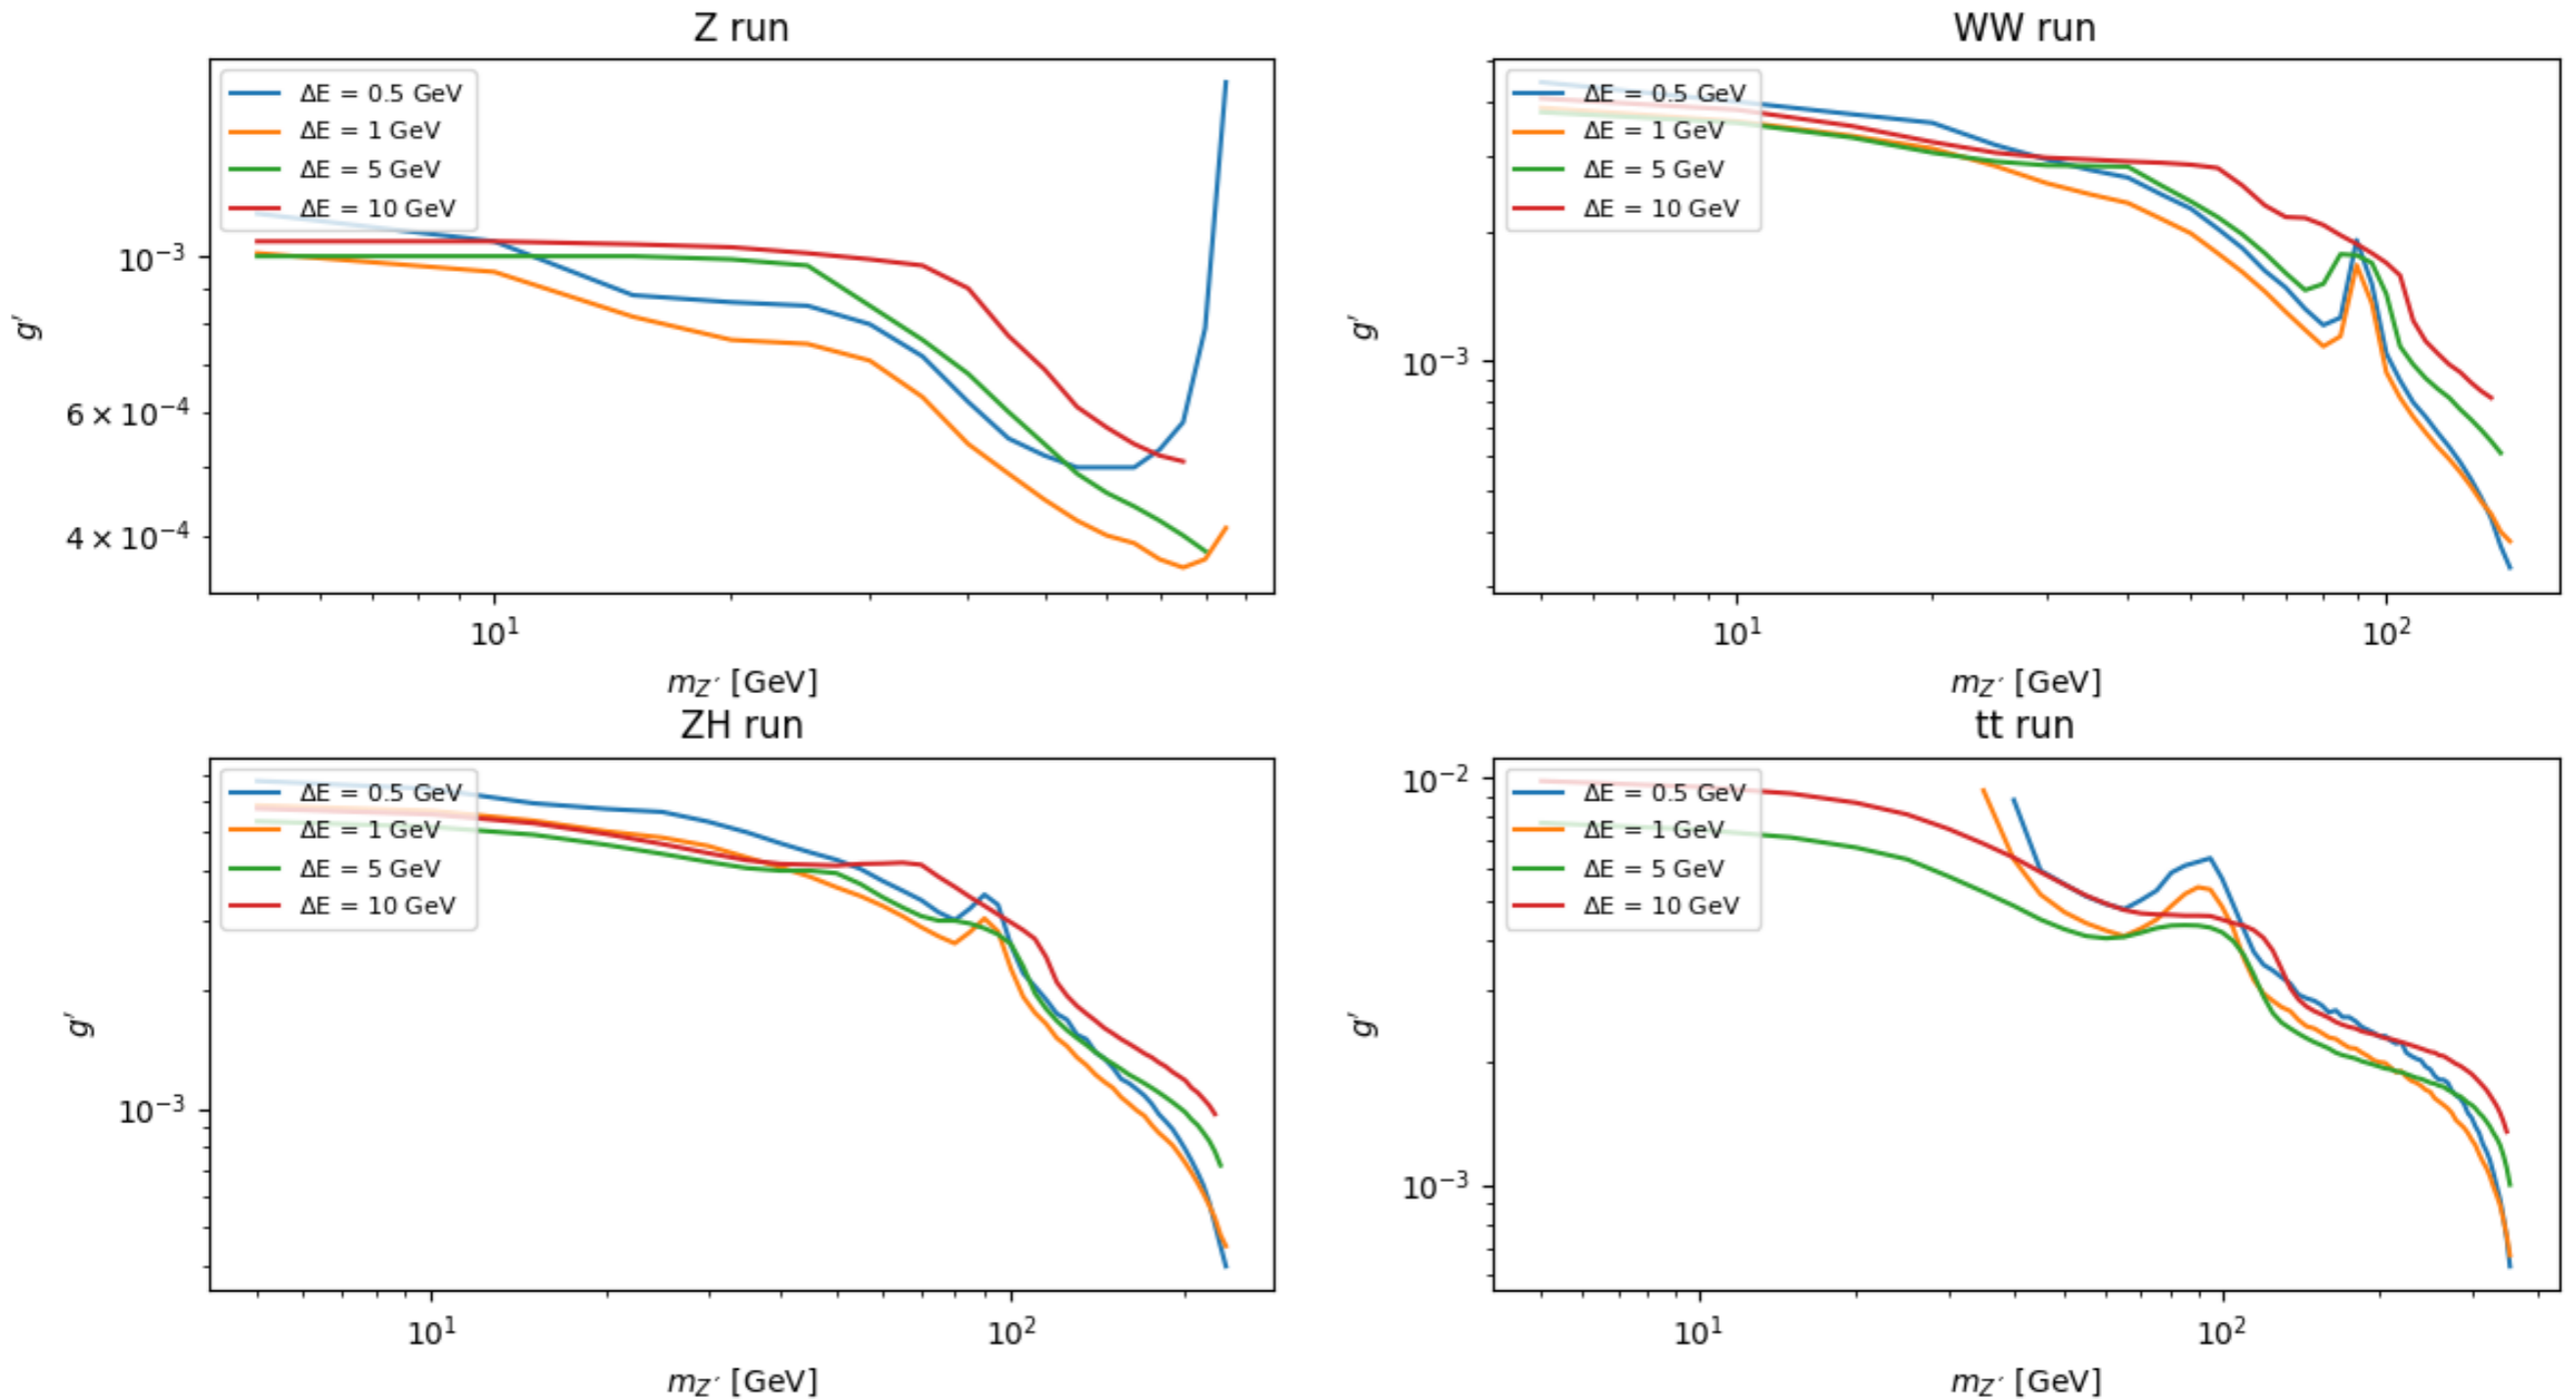 Z run
ΔE = 0.5 GeV
ΔE = 1 GeV
ΔE = 5 GeV
ΔE = 10 GeV
10⁻³
6 × 10⁻⁴
4 × 10⁻⁴
g′
10¹
m_Z′ [GeV]
WW run
ΔE = 0.5 GeV
ΔE = 1 GeV
ΔE = 5 GeV
ΔE = 10 GeV
10⁻³
g′
10¹ 10²
m_Z′ [GeV]
ZH run
ΔE = 0.5 GeV
ΔE = 1 GeV
ΔE = 5 GeV
ΔE = 10 GeV
10⁻³
g′
10¹ 10²
m_Z′ [GeV]
tt run
10⁻²
ΔE = 0.5 GeV
ΔE = 1 GeV
ΔE = 5 GeV
ΔE = 10 GeV
10⁻³
g′
10¹ 10²
m_Z′ [GeV]